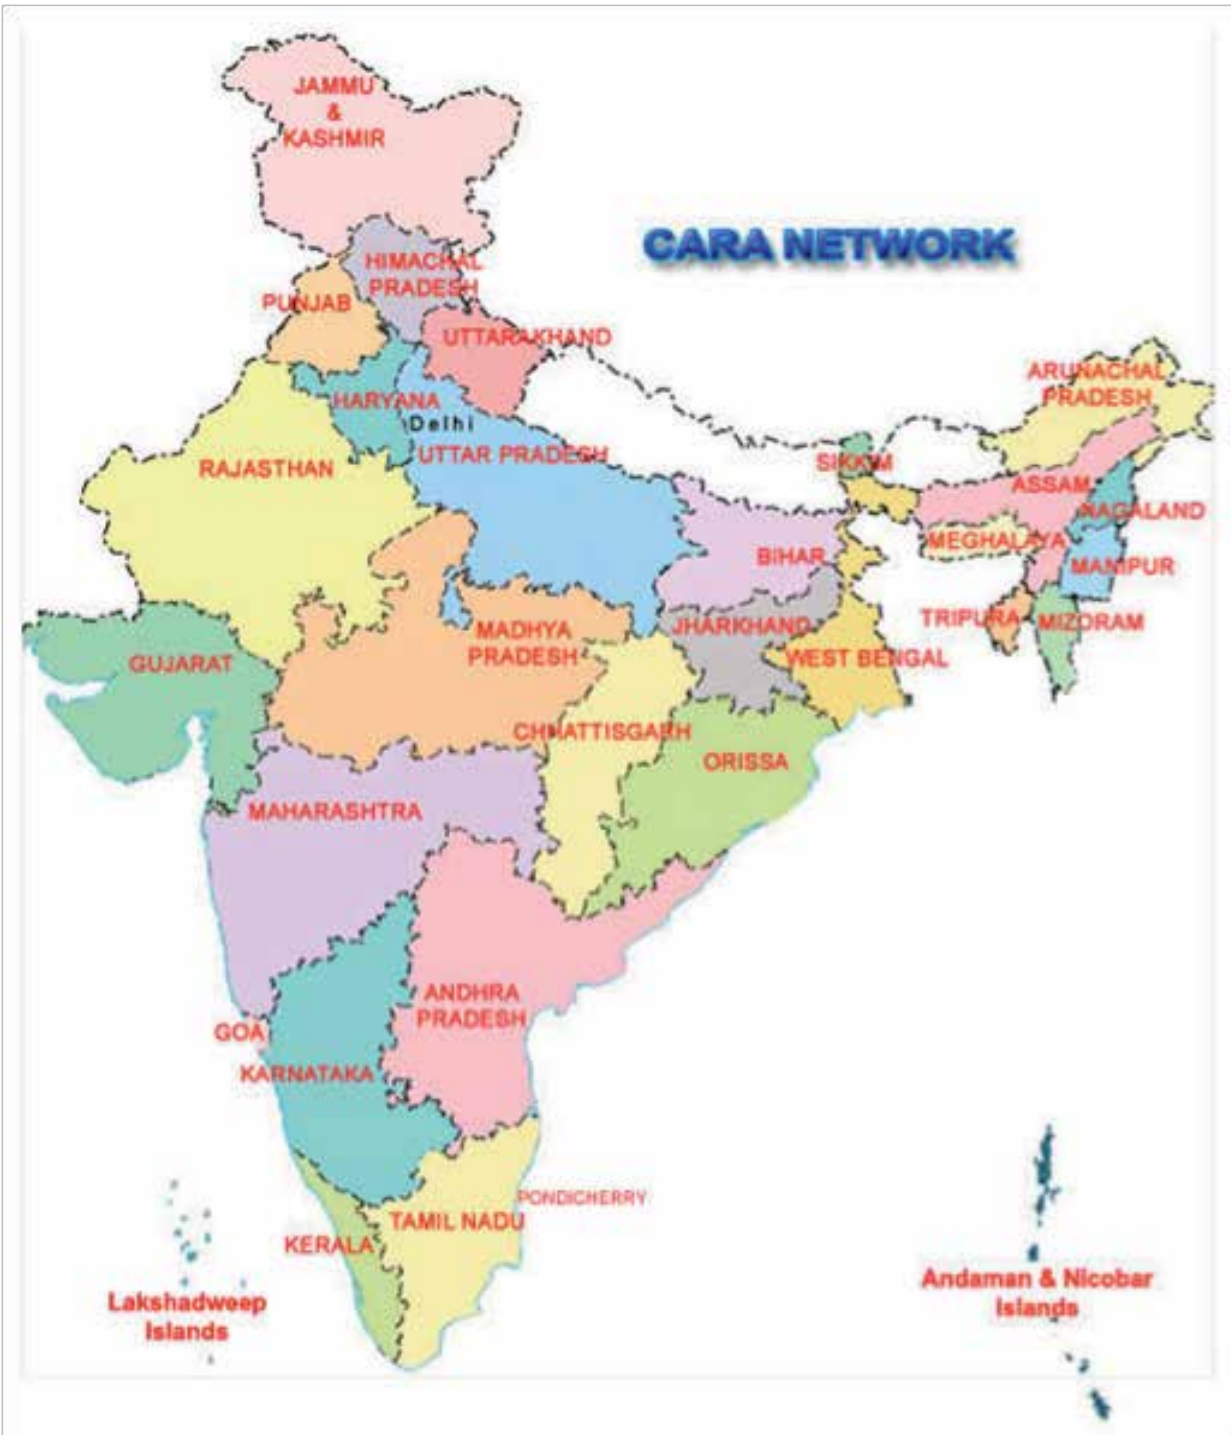 JAMMU
&
KASHMIR
CARA NETWORK
HIMACHAL
PRADESH
PUNJAB
UTTARAKHAND
ARUNACHAL
PRADESH
HARYANA
Delhi
UTTAR PRADESH
SIKKIM
RAJASTHAN
ASSAM
NAGALAND
MEGHALAYA
BIHAR
MANIPUR
TRIPURA
MIZORAM
JHARKHAND
MADHYA
PRADESH
WEST BENGAL
GUJARAT
CHHATTISGARH
ORISSA
MAHARASHTRA
ANDHRA
PRADESH
GOA
KARNATAKA
PONDICHERRY
TAMIL NADU
KERALA
Lakshadweep
Islands
Andaman & Nicobar
Islands